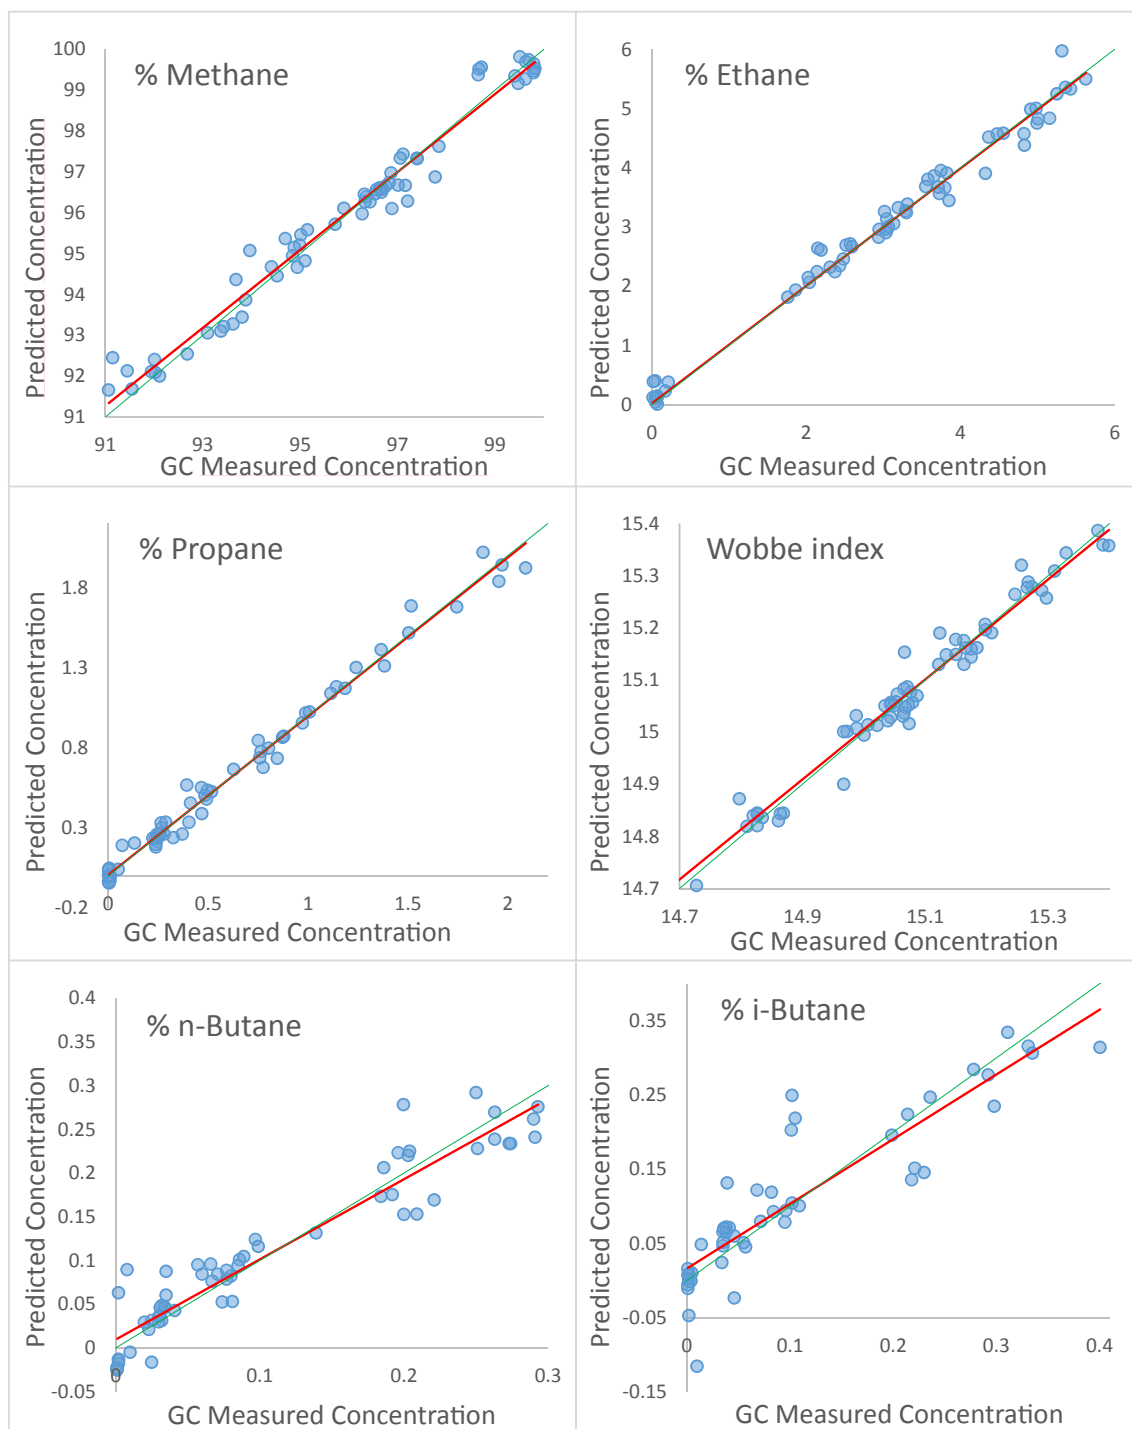 % Methane
Predicted Concentration
100
99
98
97
96
95
94
93
92
91
91 93 95 97 99
GC Measured Concentration
% Ethane
Predicted Concentration
6
5
4
3
2
1
0
0 2 4 6
GC Measured Concentration
% Propane
Predicted Concentration
1.8
1.3
0.8
0.3
-0.2
0 0.5 1 1.5 2
GC Measured Concentration
Wobbe index
Predicted Concentration
15.4
15.3
15.2
15.1
15
14.9
14.8
14.7
14.7 14.9 15.1 15.3
GC Measured Concentration
% n-Butane
Predicted Concentration
0.4
0.35
0.3
0.25
0.2
0.15
0.1
0.05
0
-0.05
0 0.1 0.2 0.3
GC Measured Concentration
% i-Butane
Predicted Concentration
0.35
0.25
0.15
0.05
-0.05
-0.15
0 0.1 0.2 0.3 0.4
GC Measured Concentration